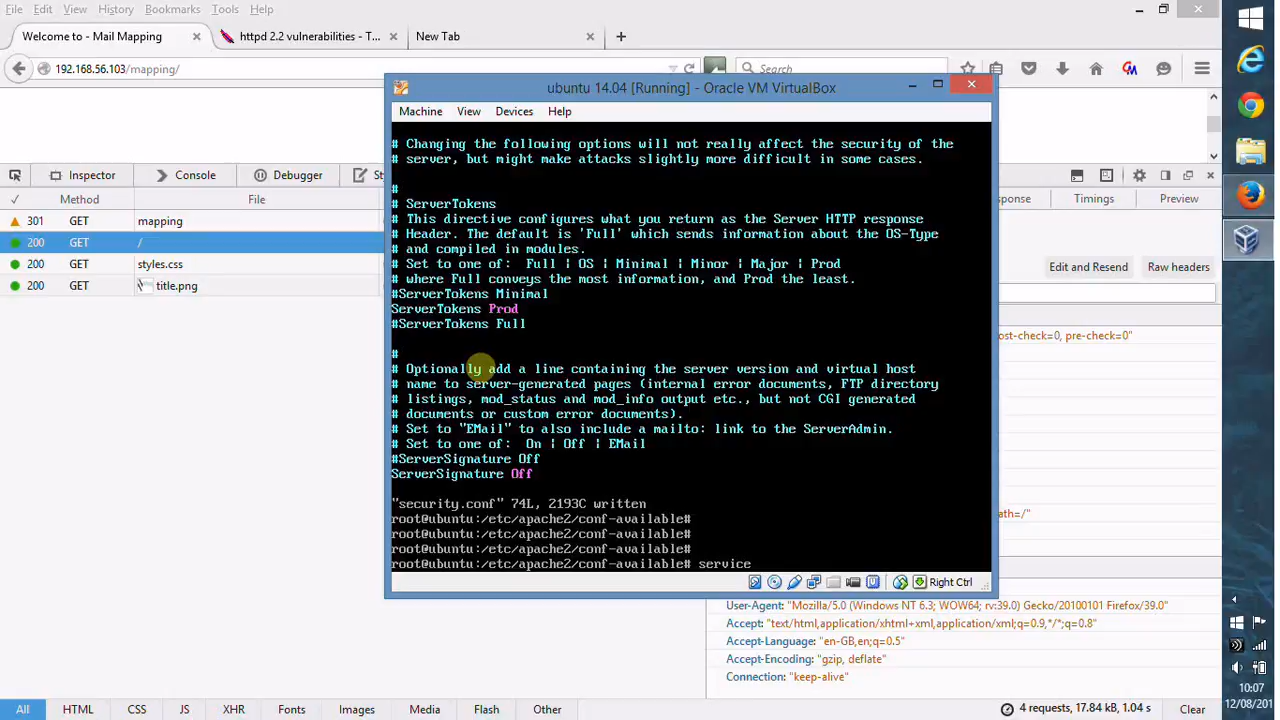 File Edit View History Bookmarks Tools Help
Welcome to - Mail Mapping
httpd 2.2 vulnerabilities - T...
New Tab
192.168.56.103/mapping/
Search
ubuntu 14.04 [Running] - Oracle VM VirtualBox
Machine View Devices Help
Inspector Console Debugger
Timings Preview
Method File
301 GET mapping
200 GET /
200 GET styles.css
200 GET title.png
Edit and Resend Raw headers
ost-check=0, pre-check=0"
ath=/"
# Changing the following options will not really affect the security of the
# server, but might make attacks slightly more difficult in some cases.
#
# ServerTokens
# This directive configures what you return as the Server HTTP response
# Header. The default is 'Full' which sends information about the OS-Type
# and compiled in modules.
# Set to one of:  Full | OS | Minimal | Minor | Major | Prod
# where Full conveys the most information, and Prod the least.
#ServerTokens Minimal
ServerTokens Prod
#ServerTokens Full
#
# Optionally add a line containing the server version and virtual host
# name to server-generated pages (internal error documents, FTP directory
# listings, mod_status and mod_info output etc., but not CGI generated
# documents or custom error documents).
# Set to "EMail" to also include a mailto: link to the ServerAdmin.
# Set to one of:  On | Off | EMail
#ServerSignature Off
ServerSignature Off
"security.conf" 74L, 2193C written
root@ubuntu:/etc/apache2/conf-available#
root@ubuntu:/etc/apache2/conf-available#
root@ubuntu:/etc/apache2/conf-available#
root@ubuntu:/etc/apache2/conf-available# service
Right Ctrl
User-Agent: "Mozilla/5.0 (Windows NT 6.3; WOW64; rv:39.0) Gecko/20100101 Firefox/39.0"
Accept: "text/html,application/xhtml+xml,application/xml;q=0.9,*/*;q=0.8"
Accept-Language: "en-GB,en;q=0.5"
Accept-Encoding: "gzip, deflate"
Connection: "keep-alive"
All HTML CSS JS XHR Fonts Images Media Flash Other
4 requests, 17.84 kB, 1.04 s
Clear
10:07
12/08/201